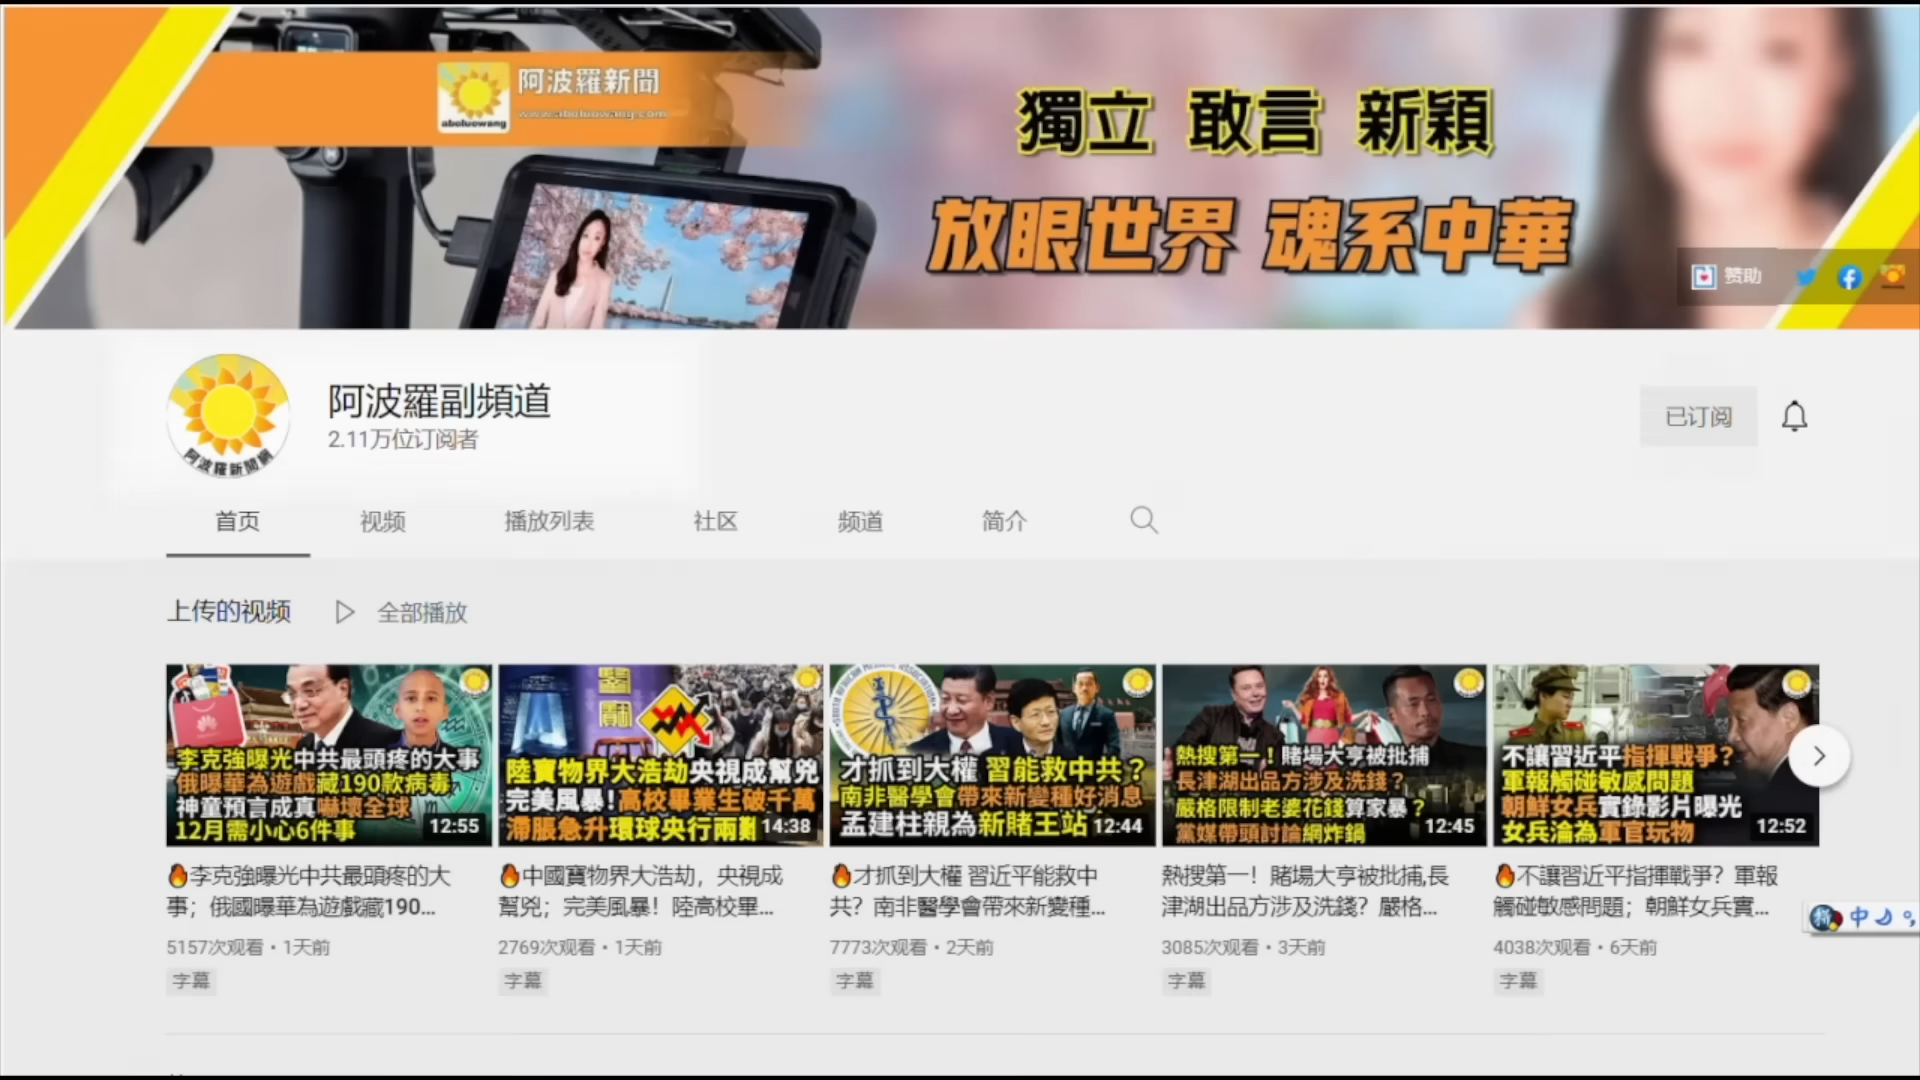 阿波羅新聞
www.aboluowang.com
aboluowang
獨立 敢言 新穎
放眼世界 魂系中華
赞助
阿波羅新聞網
阿波羅副頻道
2.11万位订阅者
已订阅
首页
视频
播放列表
社区
频道
简介
上传的视频
全部播放
李克強曝光中共最頭疼的大事
俄曝華為遊戲藏190款病毒
神童預言成真嚇壞全球
12月需小心6件事
12:55
陸寶物界大浩劫央視成幫兇
完美風暴!高校畢業生破千萬
滯脹急升環球央行兩難
14:38
才抓到大權 習能救中共?
南非醫學會帶來新變種好消息
孟建柱親為新賭王站
12:44
熱搜第一!賭場大亨被批捕
長津湖出品方涉及洗錢?
嚴格限制老婆花錢算家暴?
黨媒帶頭討論網炸鍋
12:45
不讓習近平指揮戰爭?
軍報觸碰敏感問題
朝鮮女兵實錄影片曝光
女兵淪為軍官玩物
12:52
李克強曝光中共最頭疼的大
事；俄國曝華為遊戲藏190...
5157次观看・1天前
字幕
中國寶物界大浩劫，央視成
幫兇；完美風暴！陸高校畢...
2769次观看・1天前
字幕
才抓到大權 習近平能救中
共？南非醫學會帶來新變種...
7773次观看・2天前
字幕
熱搜第一！賭場大亨被批捕,長
津湖出品方涉及洗錢？嚴格...
3085次观看・3天前
字幕
不讓習近平指揮戰爭？軍報
觸碰敏感問題；朝鮮女兵實...
4038次观看・6天前
字幕
中